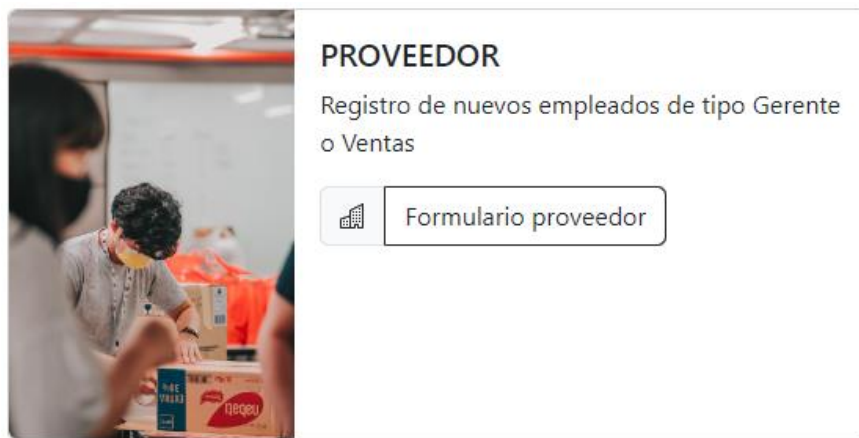 PROVEEDOR
Registro de nuevos empleados de tipo Gerente
o Ventas
Formulario proveedor